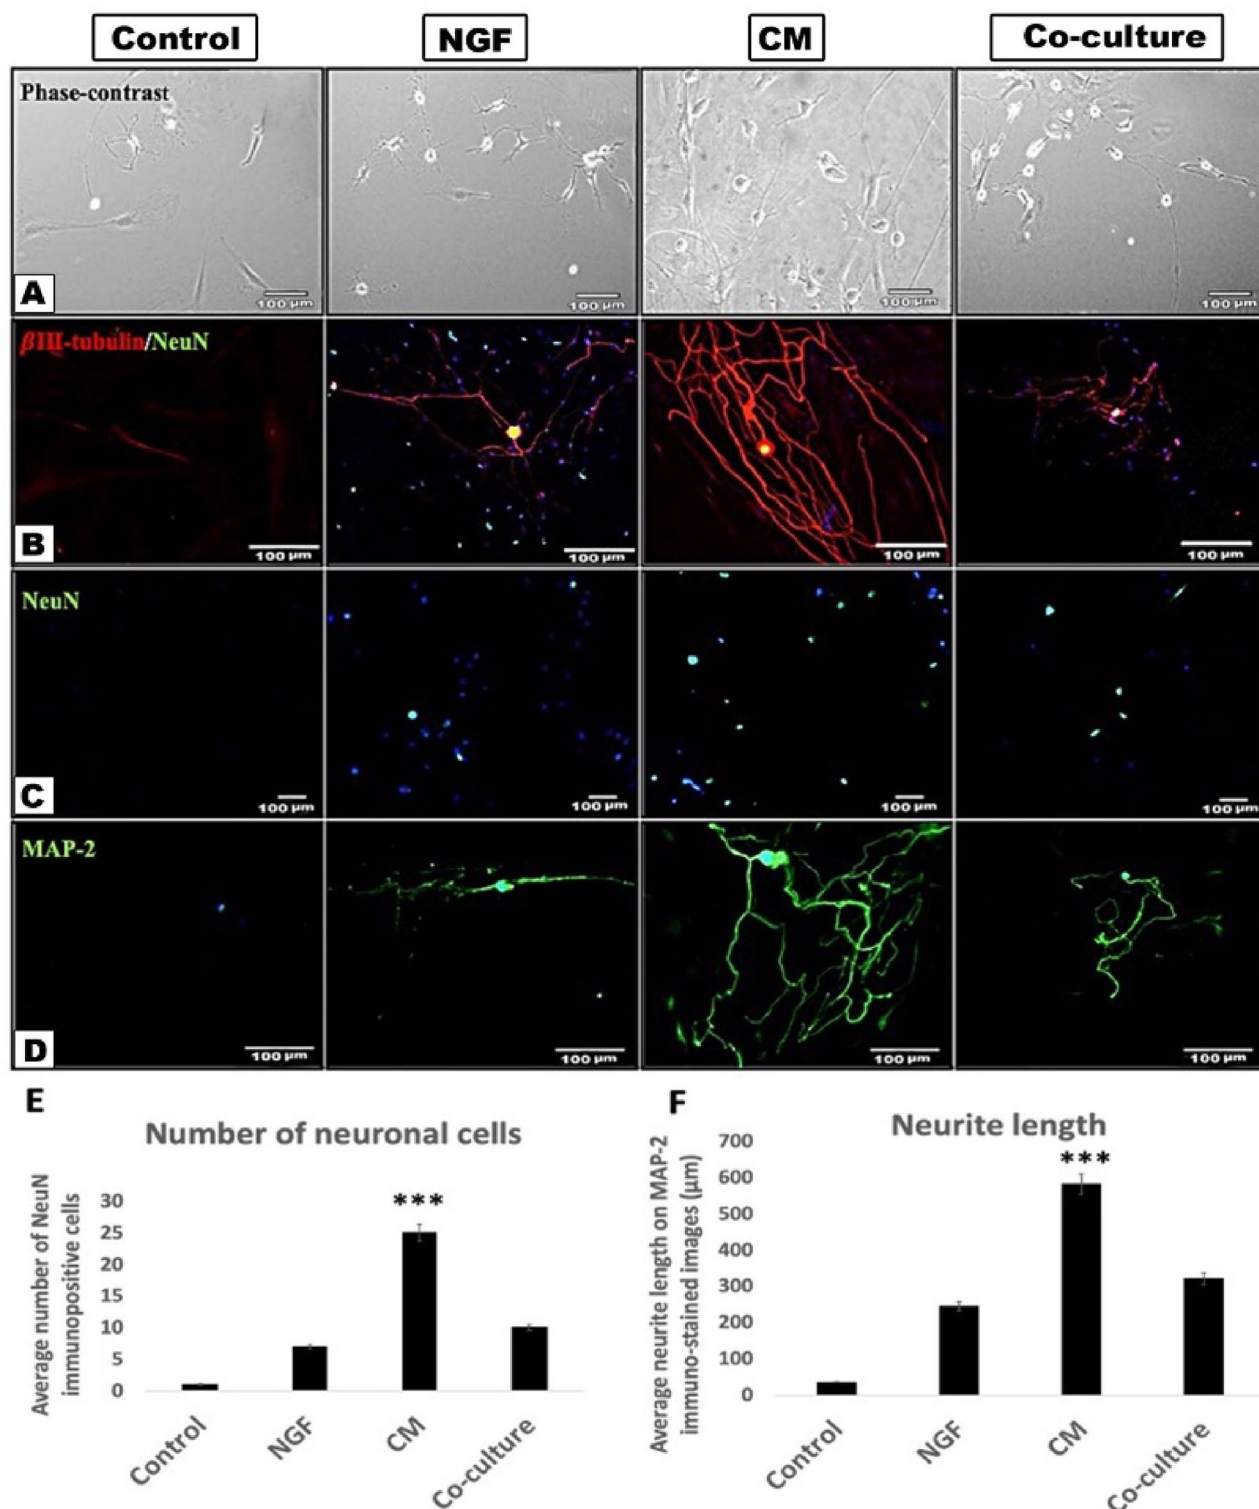 Control NGF CM Co-culture
Phase-contrast
A 100 µm 100 µm 100 µm 100 µm
βIII-tubulin/NeuN
B 100 µm 100 µm 100 µm 100 µm
NeuN
C 100 µm 100 µm 100 µm 100 µm
MAP-2
D 100 µm 100 µm 100 µm 100 µm
E
Number of neuronal cells
Average number of NeuN
immunopositive cells
30
25
20
15
10
5
0
***
Control NGF CM Co-culture
F
Neurite length
Average neurite length on MAP-2
immuno-stained images (µm)
700
600
500
400
300
200
100
0
***
Control NGF CM Co-culture